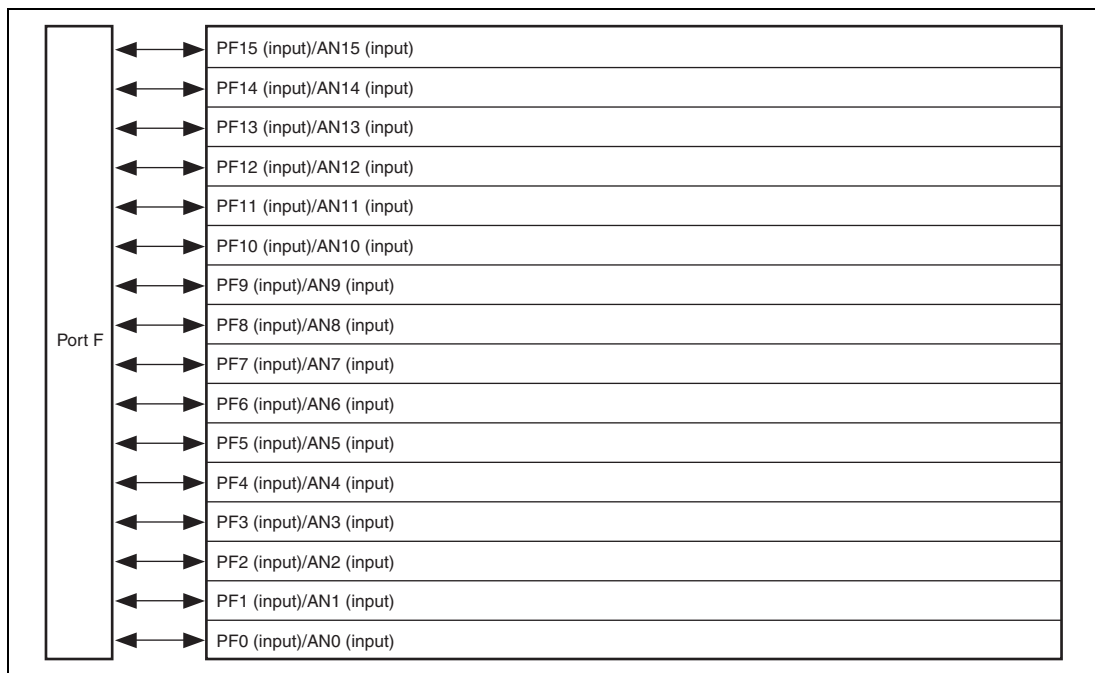 PF15 (input)/AN15 (input)
PF14 (input)/AN14 (input)
PF13 (input)/AN13 (input)
PF12 (input)/AN12 (input)
PF11 (input)/AN11 (input)
PF10 (input)/AN10 (input)
PF9 (input)/AN9 (input)
PF8 (input)/AN8 (input)
Port F
PF7 (input)/AN7 (input)
PF6 (input)/AN6 (input)
PF5 (input)/AN5 (input)
PF4 (input)/AN4 (input)
PF3 (input)/AN3 (input)
PF2 (input)/AN2 (input)
PF1 (input)/AN1 (input)
PF0 (input)/AN0 (input)